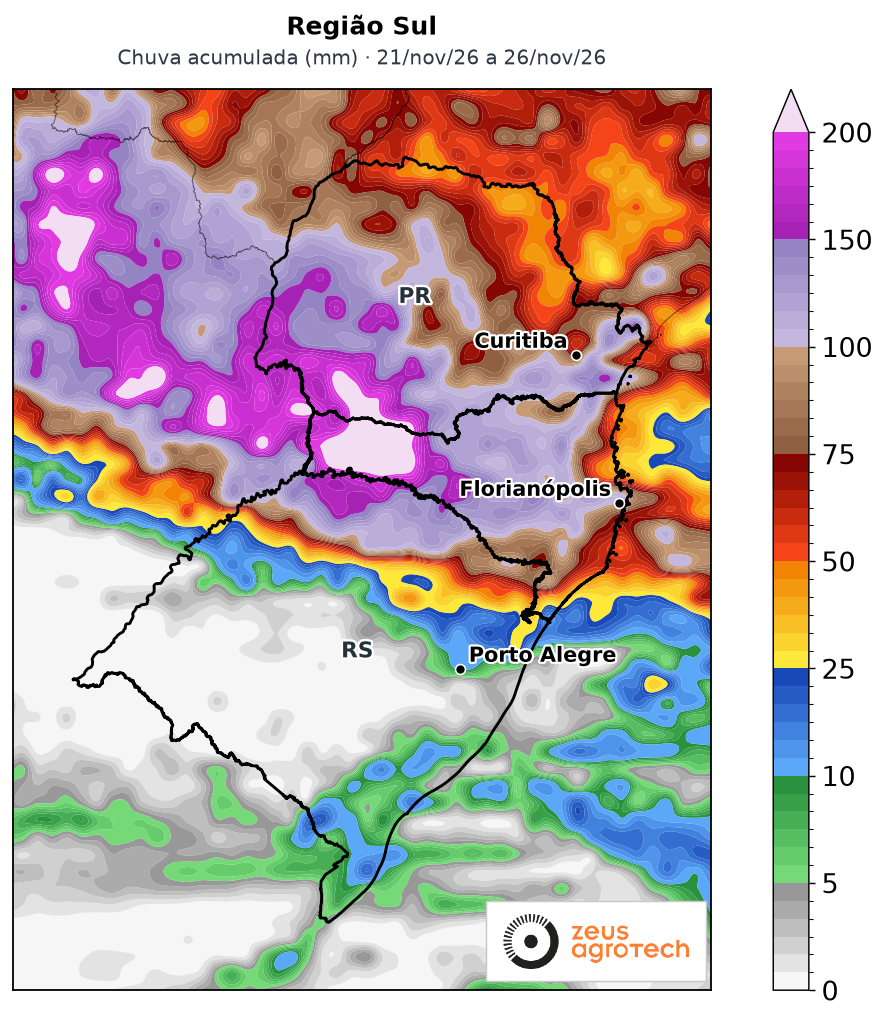 Região Sul
Chuva acumulada (mm) · 21/nov/26 a 26/nov/26
200
150
PR
Curitiba
100
75
Florianópolis
50
RS
Porto Alegre
25
10
5
zeus
agrotech
0